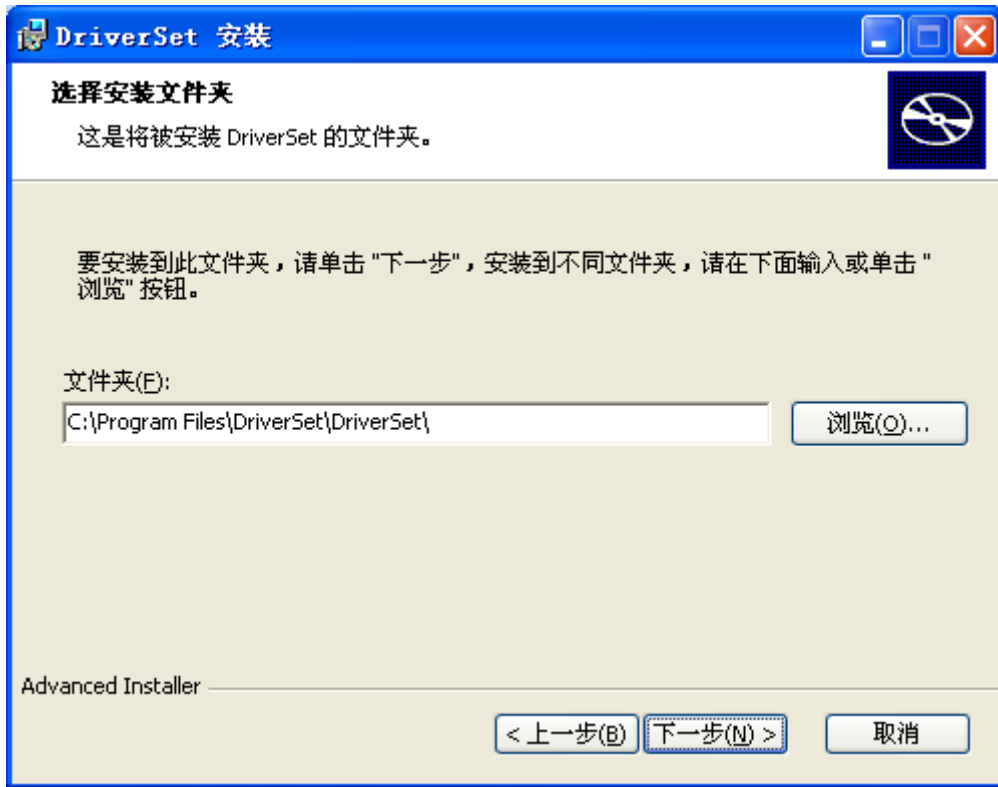 DriverSet 安装
选择安装文件夹
这是将被安装 DriverSet 的文件夹。
要安装到此文件夹，请单击 "下一步"，安装到不同文件夹，请在下面输入或单击 "
浏览" 按钮。
文件夹(F):
C:\Program Files\DriverSet\DriverSet\
浏览(O)...
Advanced Installer
< 上一步(B)
下一步(N) >
取消